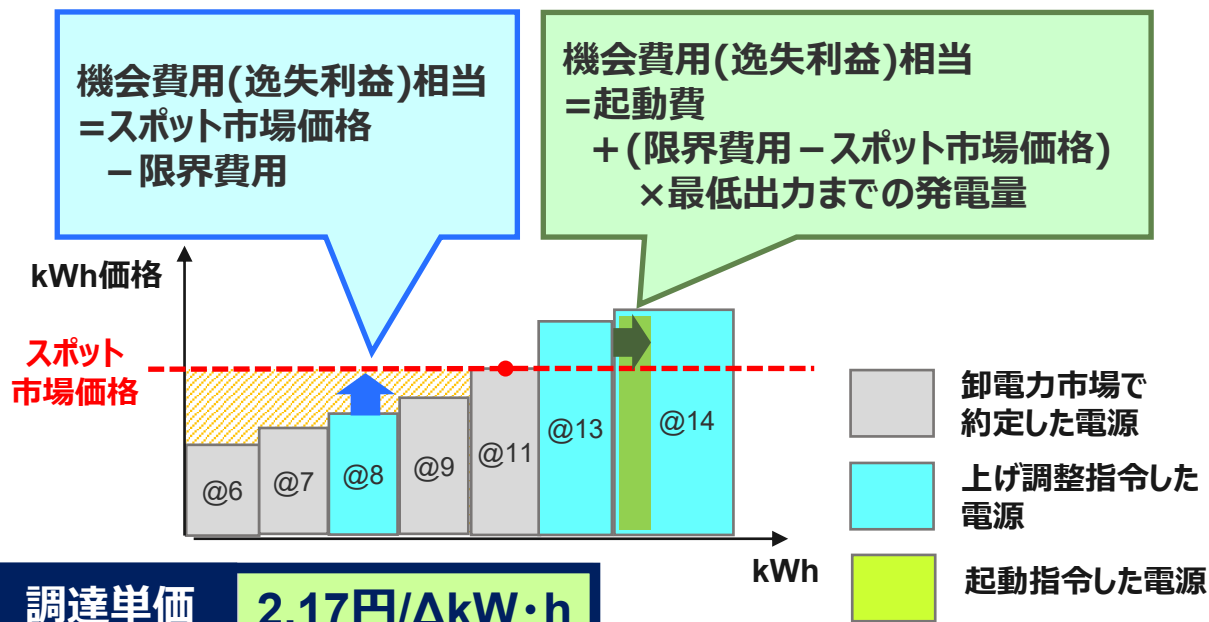 機会費用(逸失利益)相当
=スポット市場価格
－限界費用
機会費用(逸失利益)相当
=起動費
＋(限界費用－スポット市場価格)
×最低出力までの発電量
kWh価格
スポット
市場価格
@6
@7
@8
@9
@11
@13
@14
kWh
卸電力市場で
約定した電源
上げ調整指令した
電源
起動指令した電源
調達単価
2.17円/ΔkW・h